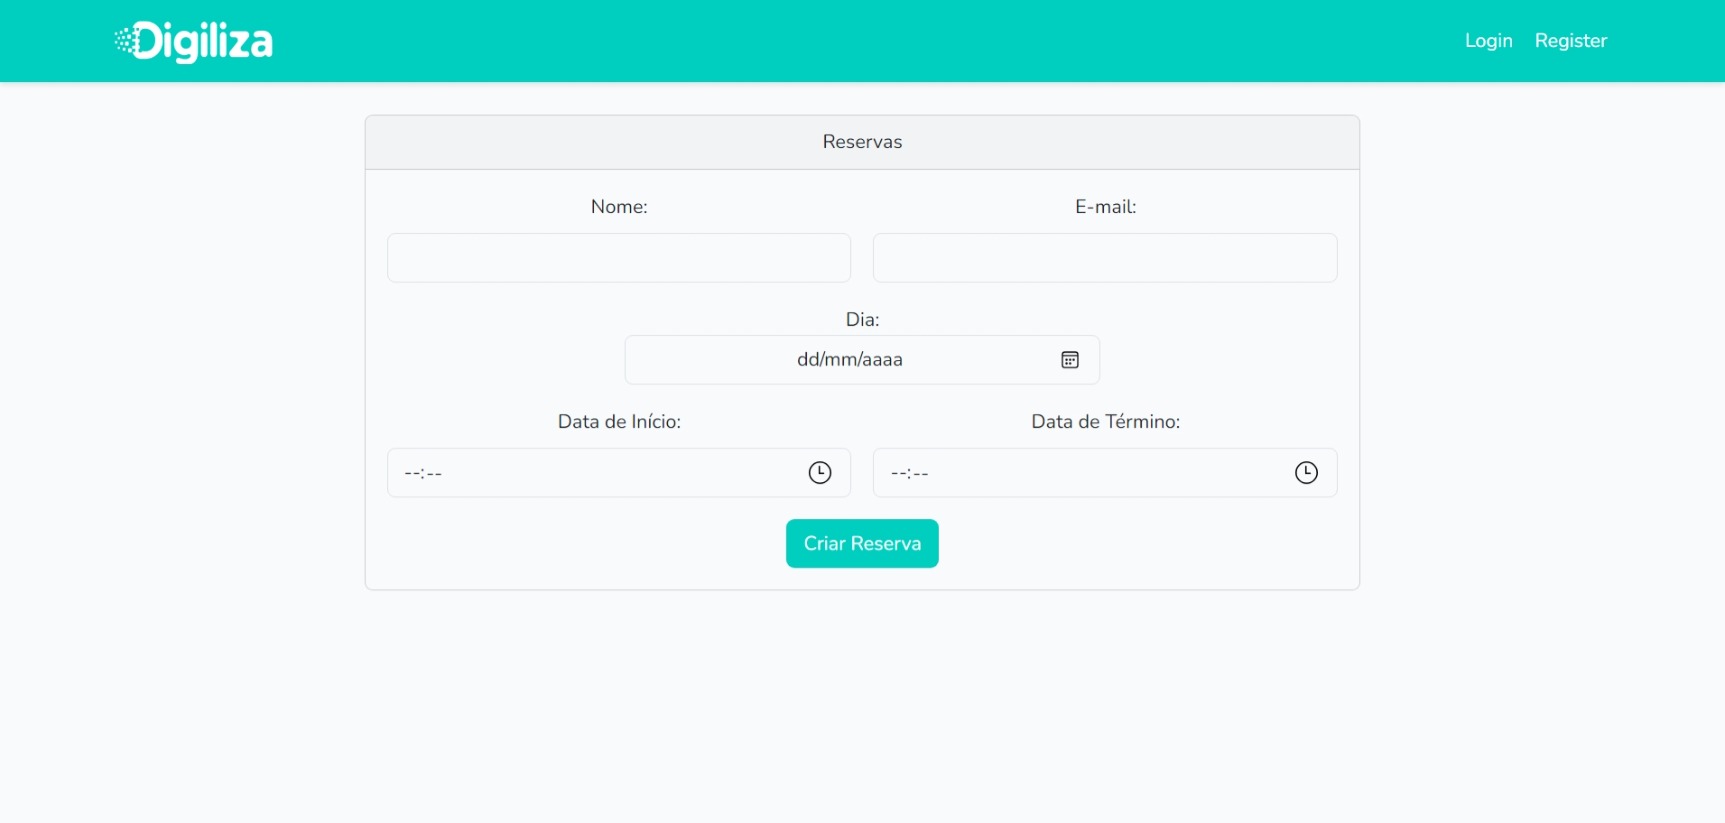 Digiliza
Login Register
Reservas
Nome: E-mail:
Dia:
dd/mm/aaaa
Data de Início: Data de Término:
--:-- --:--
Criar Reserva